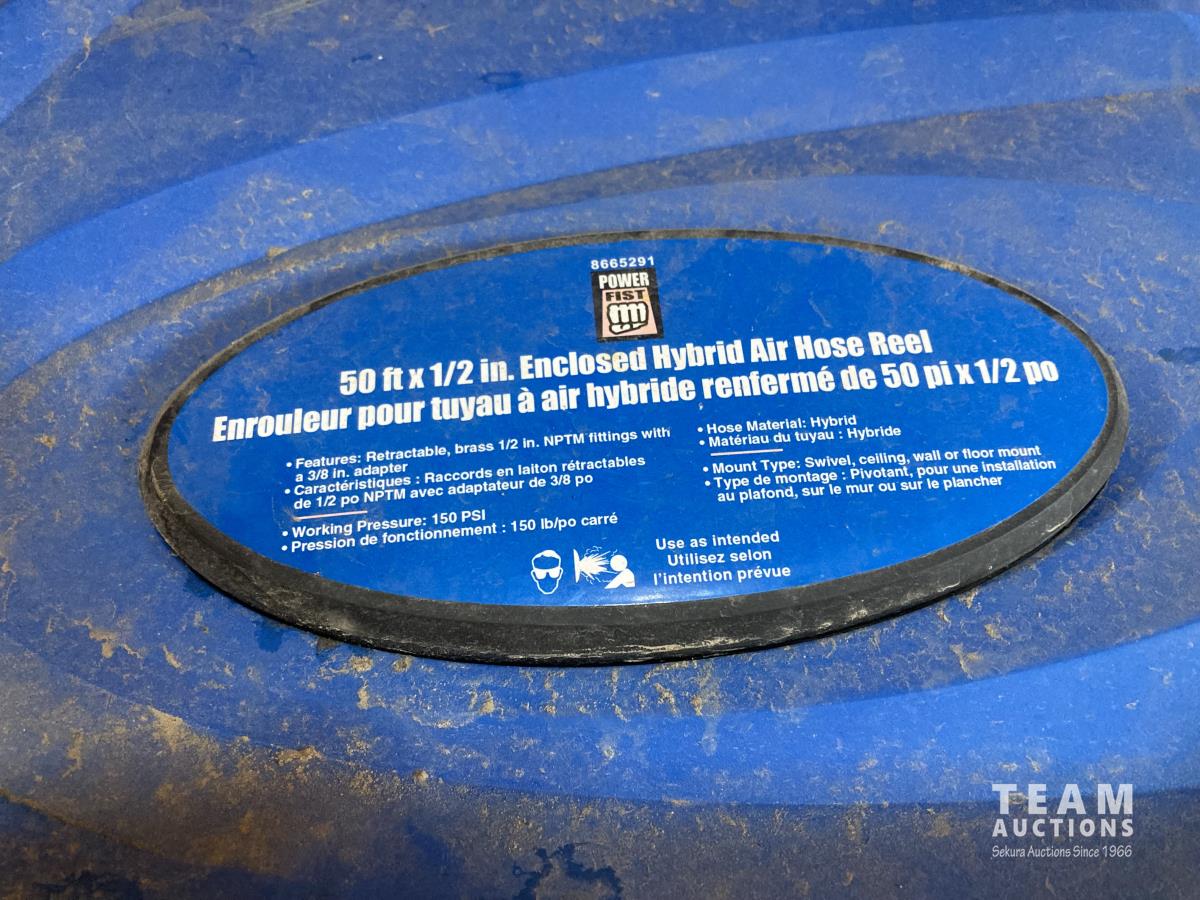 8665291
POWER
FIST
50 ft x 1/2 in. Enclosed Hybrid Air Hose Reel
Enrouleur pour tuyau à air hybride renfermé de 50 pi x 1/2 po
• Features: Retractable, brass 1/2 in. NPTM fittings with
a 3/8 in. adapter
• Caractéristiques : Raccords en laiton rétractables
de 1/2 po NPTM avec adaptateur de 3/8 po
• Working Pressure: 150 PSI
• Pression de fonctionnement : 150 lb/po carré
• Hose Material: Hybrid
• Matériau du tuyau : Hybride
• Mount Type: Swivel, ceiling, wall or floor mount
• Type de montage : Pivotant, pour une installation
au plafond, sur le mur ou sur le plancher
Use as intended
Utilisez selon
l'intention prévue
TEAM
AUCTIONS
Sekura Auctions Since 1966